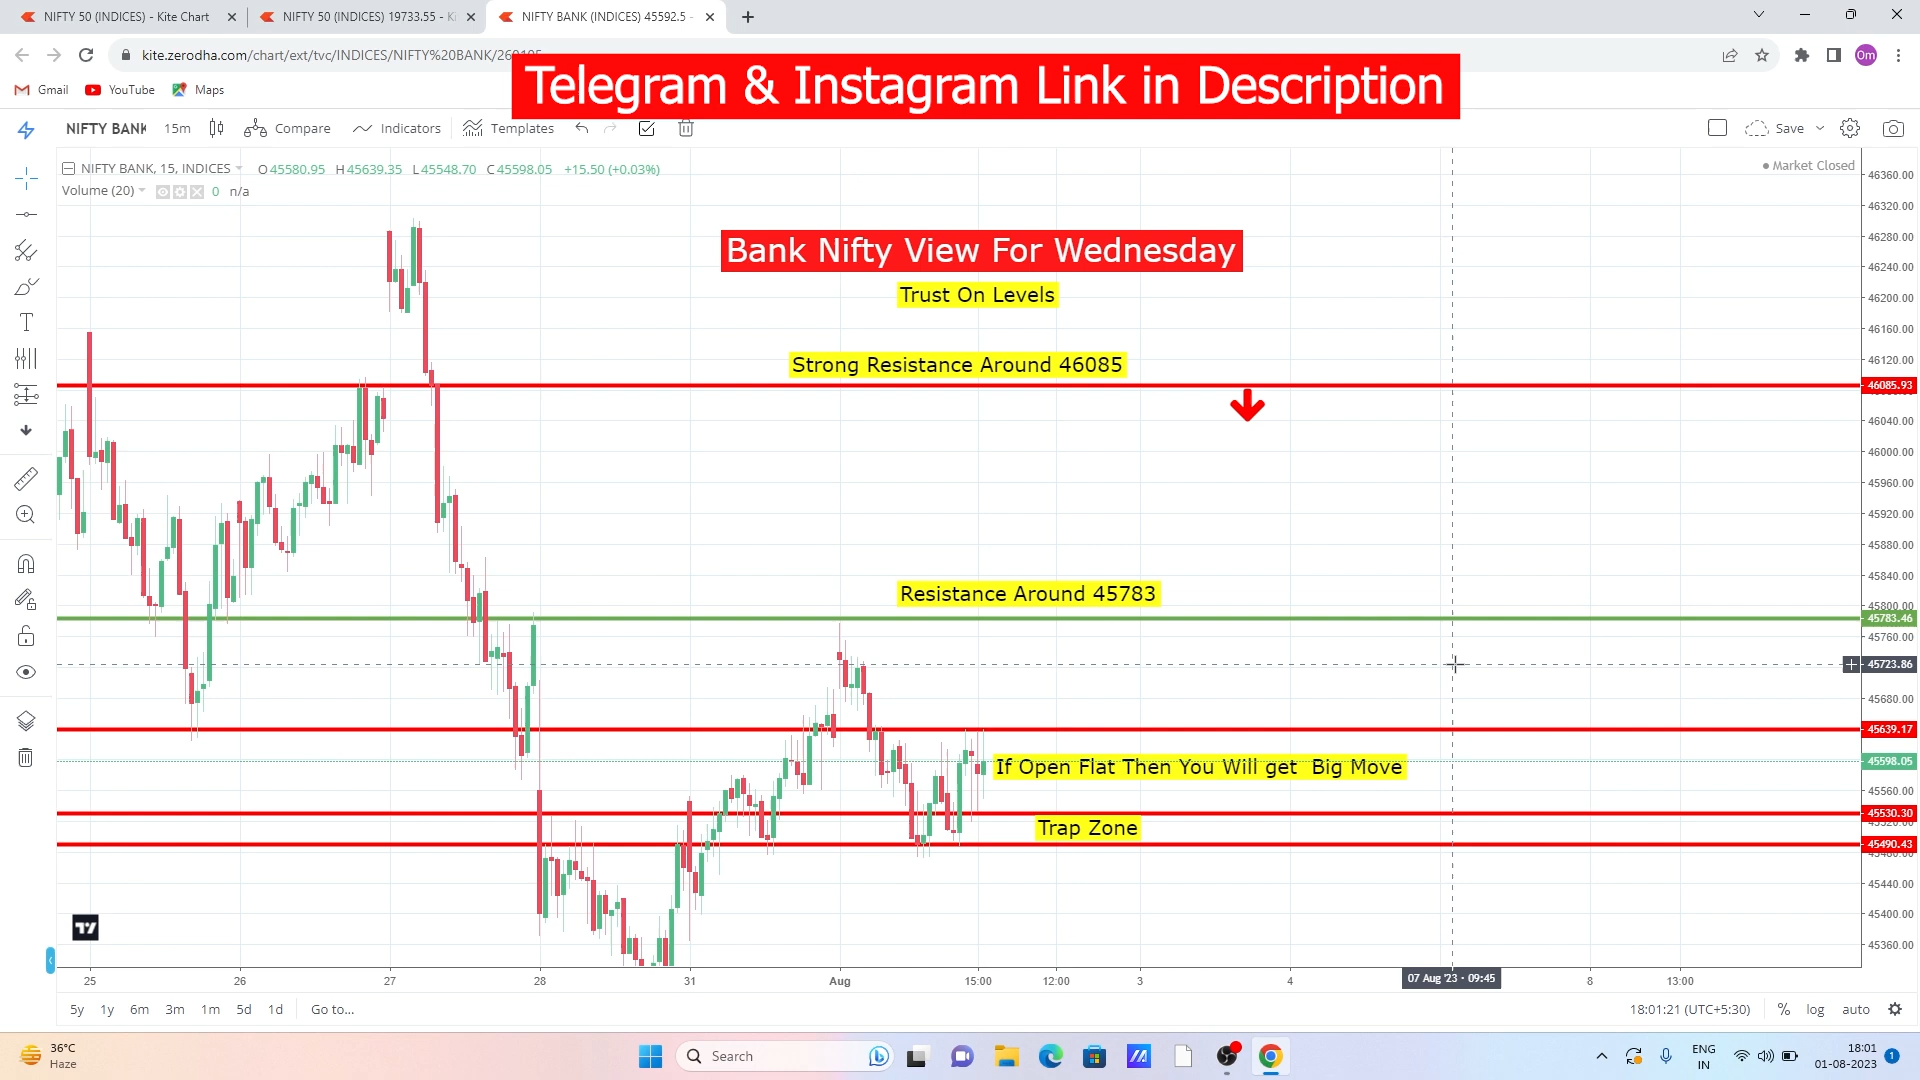 NIFTY 50 (INDICES) - Kite Chart
NIFTY 50 (INDICES) 19733.55 - Ki
NIFTY BANK (INDICES) 45592.5 -
kite.zerodha.com/chart/ext/tvc/INDICES/NIFTY%20BANK/260105
Om
Gmail YouTube Maps
Telegram & Instagram Link in Description
NIFTY BANK 15m Compare Indicators Templates Save
NIFTY BANK, 15, INDICES O45580.95 H45639.35 L45548.70 C45598.05 +15.50 (+0.03%)
Market Closed
Volume (20) 0 n/a
Bank Nifty View For Wednesday
Trust On Levels
Strong Resistance Around 46085
Resistance Around 45783
If Open Flat Then You Will get  Big Move
Trap Zone
46360.00
46320.00
46280.00
46240.00
46200.00
46160.00
46120.00
46085.93
46040.00
46000.00
45960.00
45920.00
45880.00
45840.00
45800.00
45783.46
45760.00
45723.86
45680.00
45639.17
45598.05
45560.00
45530.30
45490.43
45440.00
45400.00
45360.00
25 26 27 28 31 Aug 15:00 12:00 3 4 07 Aug '23 - 09:45 8 13:00
5y 1y 6m 3m 1m 5d 1d Go to... 18:01:21 (UTC+5:30) % log auto
36°C
Haze
Search
ENG
IN
18:01
01-08-2023
1